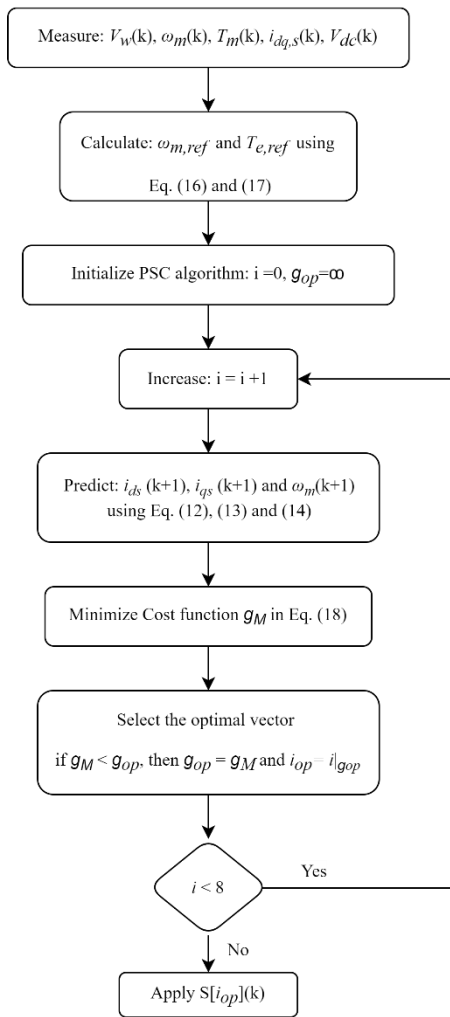 Measure: V_w(k), ω_m(k), T_m(k), i_dq,s(k), V_dc(k)
Calculate: ω_m,ref and T_e,ref using
Eq. (16) and (17)
Initialize PSC algorithm: i =0, g_op=∞
Increase: i = i +1
Predict: i_ds (k+1), i_qs (k+1) and ω_m(k+1)
using Eq. (12), (13) and (14)
Minimize Cost function g_M in Eq. (18)
Select the optimal vector
if g_M < g_op, then g_op = g_M and i_op = i|_gop
i < 8
Yes
No
Apply S[i_op](k)